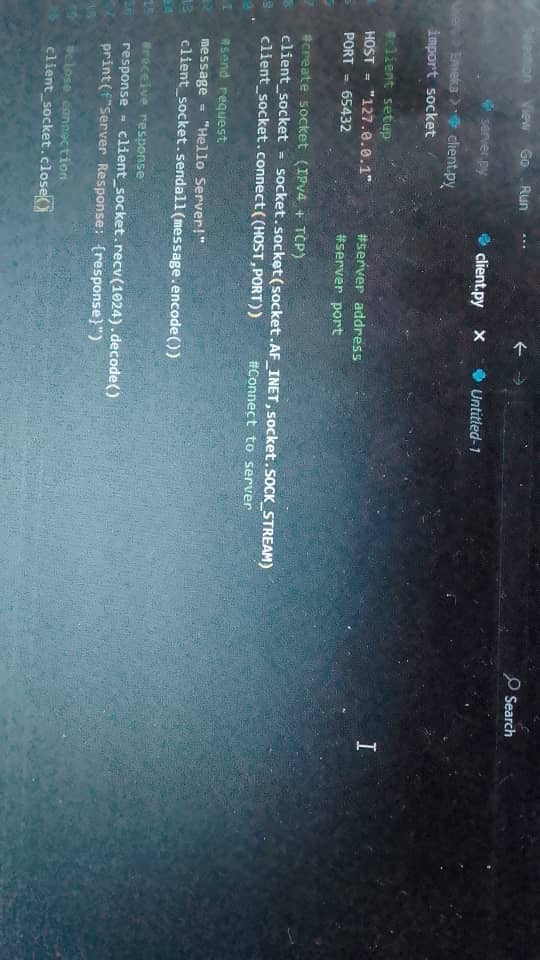 View Go Run ...
Search
server.py
client.py
Untitled-1
client.py
import socket
#client setup
HOST = "127.0.0.1" #server address
PORT = 65432 #server port
#create socket (IPv4 + TCP)
client_socket = socket.socket(socket.AF_INET,socket.SOCK_STREAM)
client_socket.connect((HOST,PORT)) #Connect to server
#send request
message = "Hello Server!"
client_socket.sendall(message.encode())
#receive response
response = client_socket.recv(1024).decode()
print(f"Server Response: {response}")
#close connection
client_socket.close()